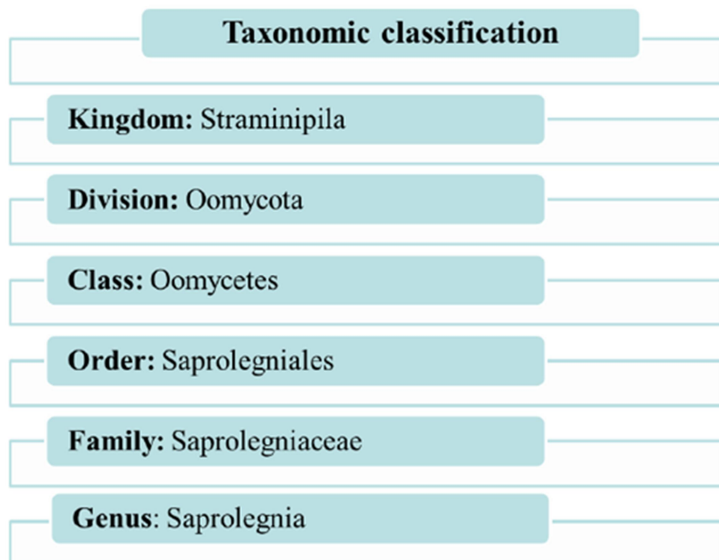 Taxonomic classification
Kingdom: Straminipila
Division: Oomycota
Class: Oomycetes
Order: Saprolegniales
Family: Saprolegniaceae
Genus: Saprolegnia